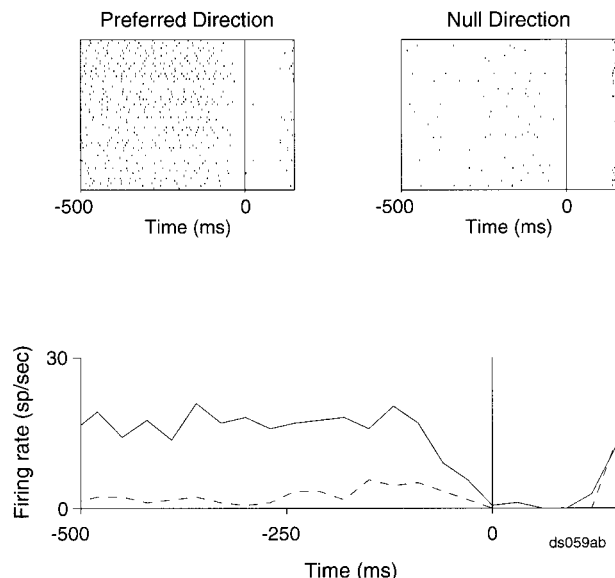 Preferred Direction
Null Direction
-500 0
Time (ms)
-500 0
Time (ms)
30
0
Firing rate (sp/sec)
-500 -250 0
ds059ab
Time (ms)